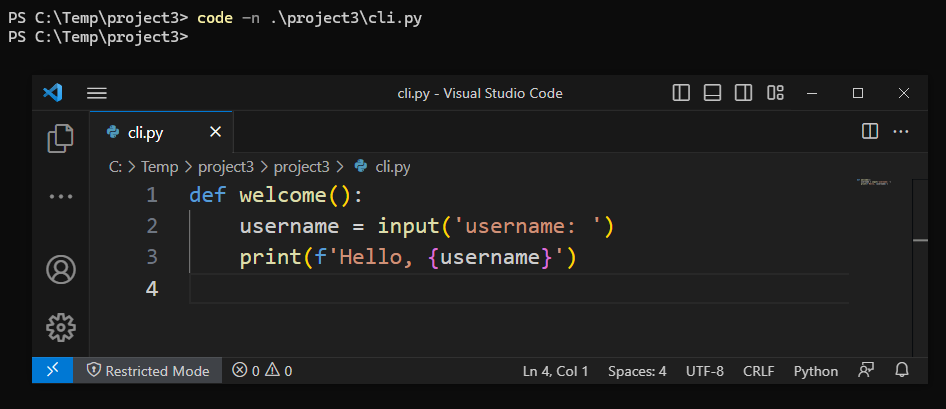 PS C:\Temp\project3> code -n .\project3\cli.py
PS C:\Temp\project3>
cli.py - Visual Studio Code
cli.py
C: > Temp > project3 > project3 > cli.py
1 def welcome():
2     username = input('username: ')
3     print(f'Hello, {username}')
4
Restricted Mode 0 0 Ln 4, Col 1 Spaces: 4 UTF-8 CRLF Python